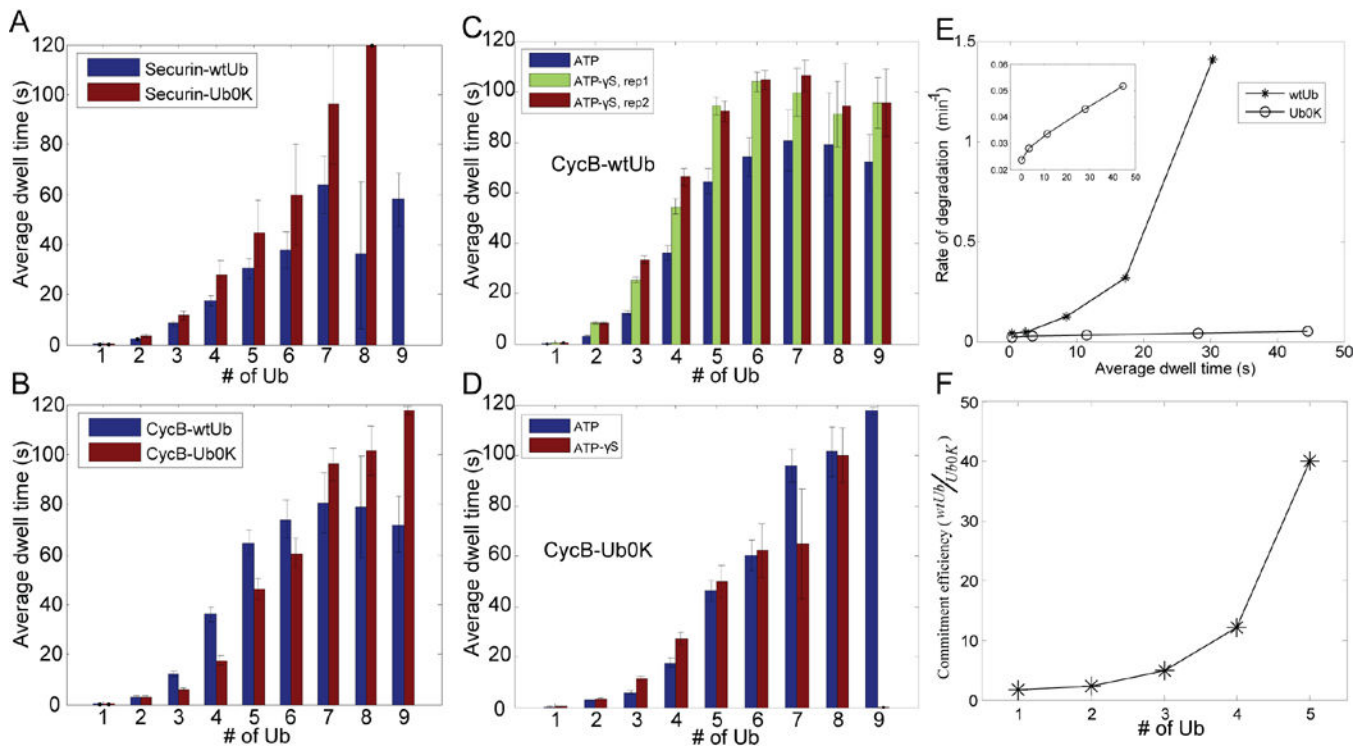 A
Average dwell time (s)
120
100
80
60
40
20
0
Securin-wtUb
Securin-Ub0K
1 2 3 4 5 6 7 8 9
# of Ub
B
Average dwell time (s)
120
100
80
60
40
20
0
CycB-wtUb
CycB-Ub0K
1 2 3 4 5 6 7 8 9
# of Ub
C
Average dwell time (s)
120
100
80
60
40
20
0
ATP
ATP-γS, rep1
ATP-γS, rep2
CycB-wtUb
1 2 3 4 5 6 7 8 9
# of Ub
D
Average dwell time (s)
120
100
80
60
40
20
0
ATP
ATP-γS
CycB-Ub0K
1 2 3 4 5 6 7 8 9
# of Ub
E
Rate of degradation (min-1)
1.5
1
0.5
0
0.06
0.05
0.04
0.03
0.02
0 10 20 30 40 50
wtUb
Ub0K
0 10 20 30 40 50
Average dwell time (s)
F
Commitment efficiency (wtUb/Ub0K)
50
40
30
20
10
0
1 2 3 4 5
# of Ub